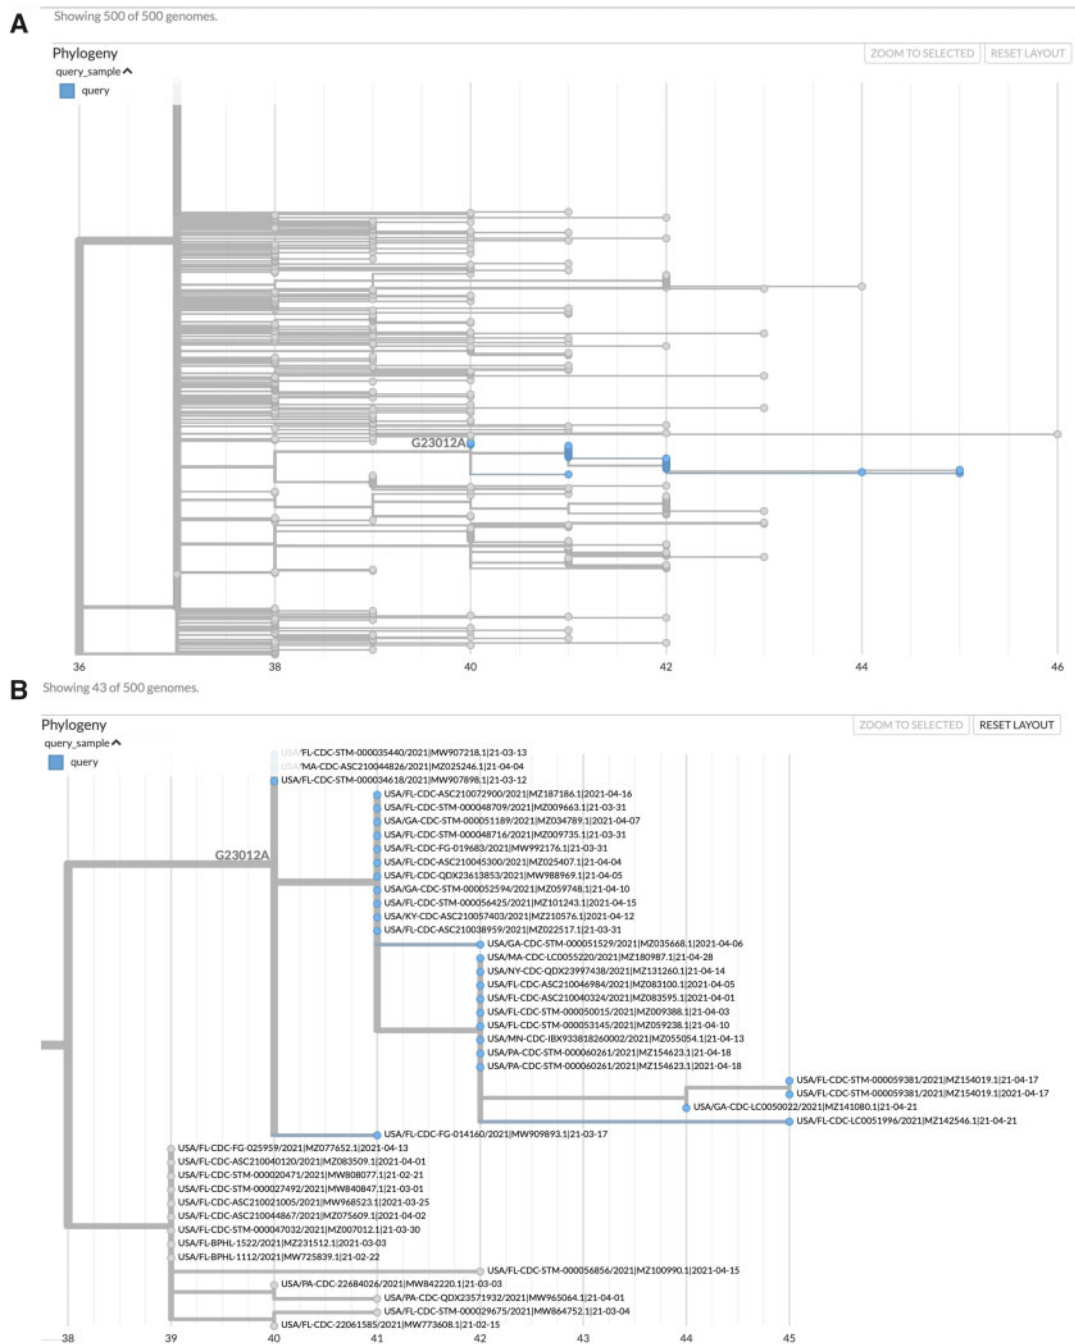 A
Showing 500 of 500 genomes.
Phylogeny
ZOOM TO SELECTED
RESET LAYOUT
query_sample
query
G23012A
36
38
40
42
44
46
B
Showing 43 of 500 genomes.
Phylogeny
ZOOM TO SELECTED
RESET LAYOUT
query_sample
query
USA/FL-CDC-STM-000035440/2021|MW907218.1|21-03-13
USA/MA-CDC-ASC210044826/2021|MZ025246.1|21-04-04
USA/FL-CDC-STM-000034618/2021|MW907898.1|21-03-12
USA/FL-CDC-ASC210072900/2021|MZ187186.1|2021-04-16
USA/FL-CDC-STM-000048709/2021|MZ009663.1|21-03-31
USA/GA-CDC-STM-000051189/2021|MZ034789.1|2021-04-07
USA/FL-CDC-STM-000048716/2021|MZ009735.1|21-03-31
G23012A
USA/FL-CDC-FG-019683/2021|MW992176.1|21-03-31
USA/FL-CDC-ASC210045300/2021|MZ025407.1|21-04-04
USA/FL-CDC-QDX23613853/2021|MW988969.1|21-04-05
USA/GA-CDC-STM-000052594/2021|MZ059748.1|21-04-10
USA/FL-CDC-STM-000056425/2021|MZ101243.1|21-04-15
USA/KY-CDC-ASC210057403/2021|MZ210576.1|2021-04-12
USA/FL-CDC-ASC210038959/2021|MZ022517.1|21-03-31
USA/GA-CDC-STM-000051529/2021|MZ035668.1|2021-04-06
USA/MA-CDC-LC0055220/2021|MZ180987.1|21-04-28
USA/NY-CDC-QDX23997438/2021|MZ131260.1|21-04-14
USA/FL-CDC-ASC210046984/2021|MZ083100.1|2021-04-05
USA/FL-CDC-ASC210040324/2021|MZ083595.1|2021-04-01
USA/FL-CDC-STM-000050015/2021|MZ009388.1|21-04-03
USA/FL-CDC-STM-000053145/2021|MZ059238.1|21-04-10
USA/MN-CDC-IBX933818260002/2021|MZ055054.1|21-04-13
USA/PA-CDC-STM-000060261/2021|MZ154623.1|21-04-18
USA/PA-CDC-STM-000060261/2021|MZ154623.1|21-04-18
USA/FL-CDC-STM-000059381/2021|MZ154019.1|21-04-17
USA/FL-CDC-STM-000059381/2021|MZ154019.1|21-04-17
USA/GA-CDC-LC0050022/2021|MZ141080.1|21-04-21
USA/FL-CDC-LC0051996/2021|MZ142546.1|21-04-21
USA/FL-CDC-FG-014160/2021|MW909893.1|21-03-17
USA/FL-CDC-FG-025959/2021|MZ077652.1|2021-04-13
USA/FL-CDC-ASC210040120/2021|MZ083509.1|2021-04-01
USA/FL-CDC-STM-000020471/2021|MW808077.1|21-02-21
USA/FL-CDC-STM-000027492/2021|MW840847.1|21-03-01
USA/FL-CDC-ASC210021005/2021|MW968523.1|2021-03-25
USA/FL-CDC-ASC210044867/2021|MZ075609.1|2021-04-02
USA/FL-CDC-STM-000047032/2021|MZ007012.1|21-03-30
USA/FL-BPHL-1522/2021|MZ231512.1|2021-03-03
USA/FL-BPHL-1112/2021|MW725839.1|21-02-22
USA/FL-CDC-STM-000056856/2021|MZ100990.1|21-04-15
USA/PA-CDC-22684026/2021|MW842220.1|21-03-03
USA/PA-CDC-QDX23571932/2021|MW965064.1|21-04-01
USA/FL-CDC-STM-000029675/2021|MW864752.1|21-03-04
USA/FL-CDC-22061585/2021|MW773608.1|21-02-15
38
39
40
41
42
43
44
45